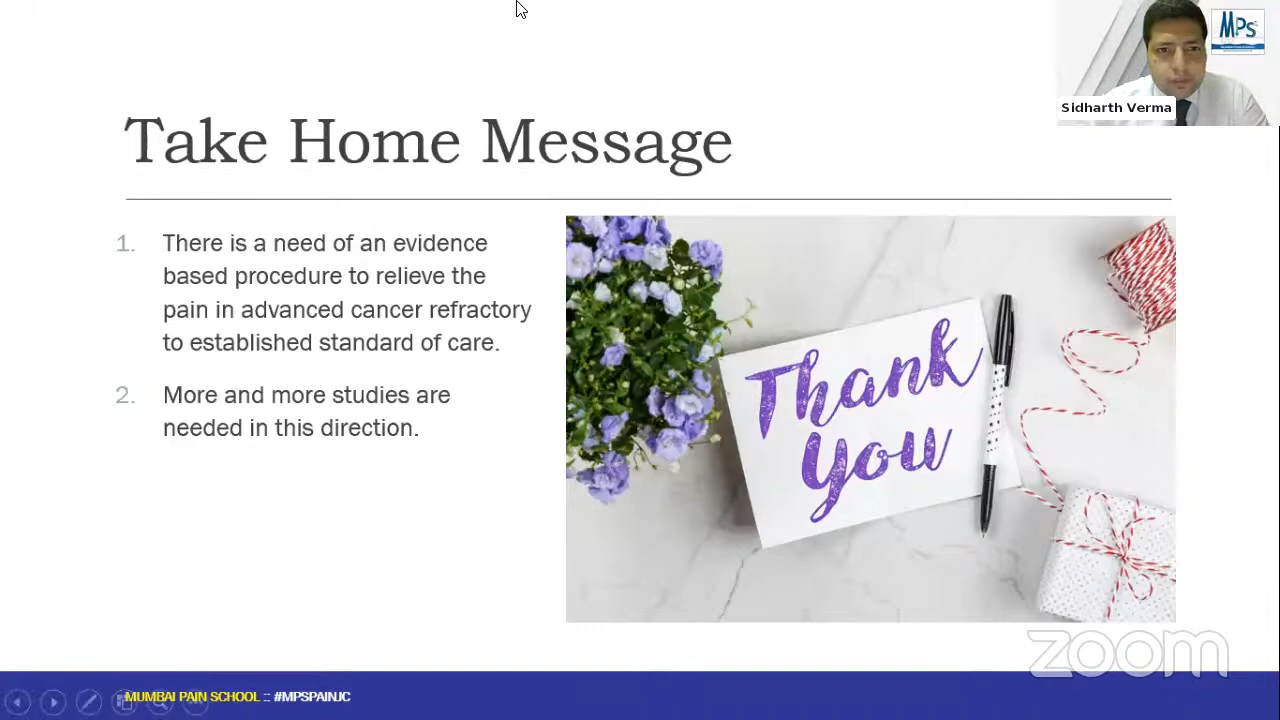 MPS
Sidharth Verma
Take Home Message
1. There is a need of an evidence
based procedure to relieve the
pain in advanced cancer refractory
to established standard of care.
2. More and more studies are
needed in this direction.
Thank
You
zoom
MUMBAI PAIN SCHOOL :: #MPSPAINJC